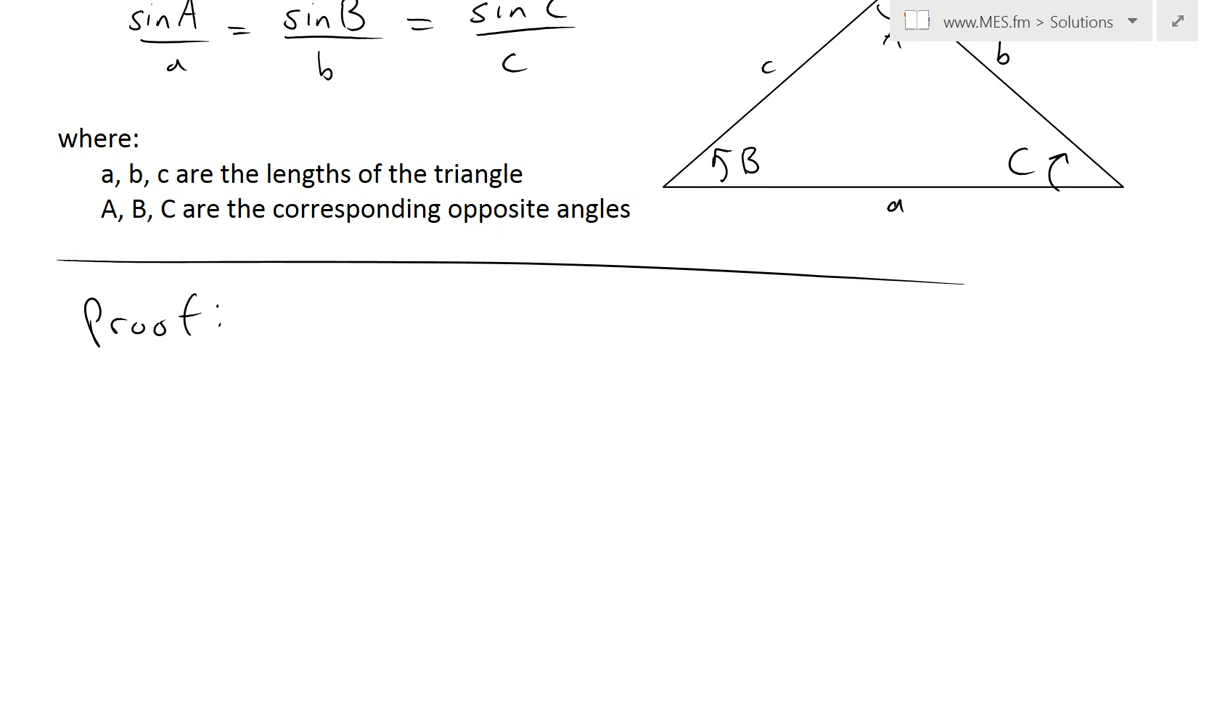 sin A / a = sin B / b = sin C / c
www.MES.fm > Solutions
c
A
b
B
C
a
where:
a, b, c are the lengths of the triangle
A, B, C are the corresponding opposite angles
Proof: